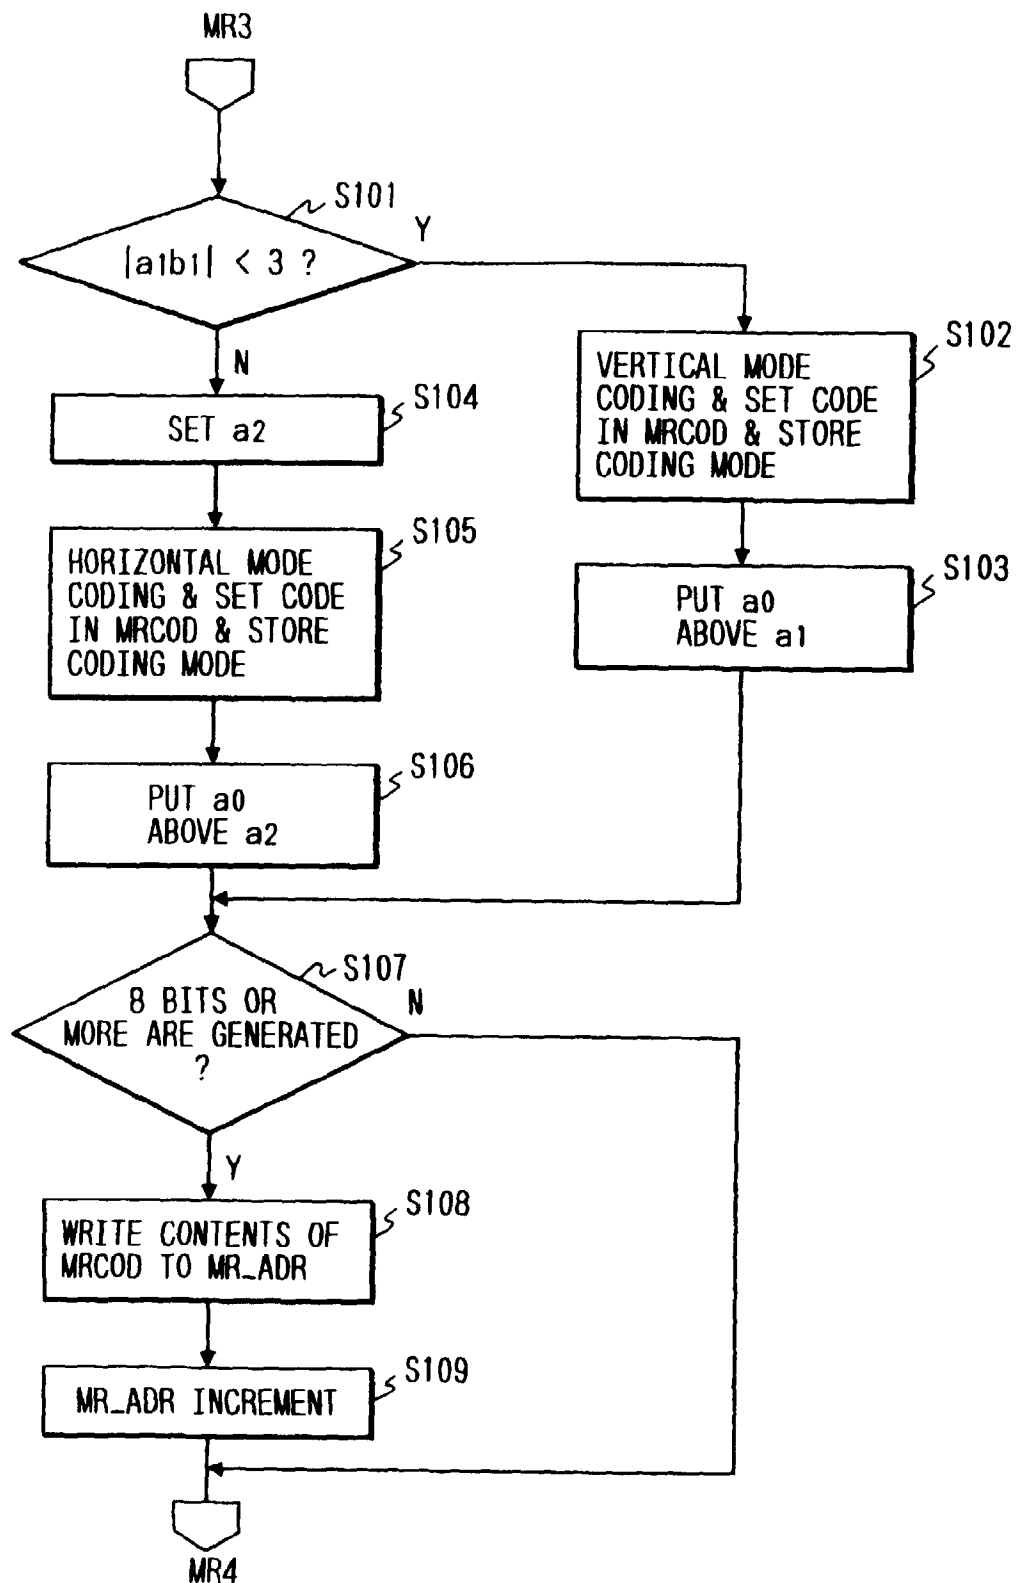 MR3
S101
|a1b1| < 3 ?
Y
N
S102
VERTICAL MODE
CODING & SET CODE
IN MRCOD & STORE
CODING MODE
S104
SET a2
S105
HORIZONTAL MODE
CODING & SET CODE
IN MRCOD & STORE
CODING MODE
S103
PUT a0
ABOVE a1
S106
PUT a0
ABOVE a2
S107
8 BITS OR
MORE ARE GENERATED
?
N
Y
S108
WRITE CONTENTS OF
MRCOD TO MR_ADR
S109
MR_ADR INCREMENT
MR4